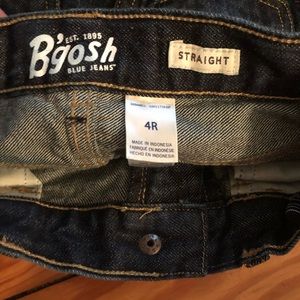 EST. 1895
B'gosh
BLUE JEANS
STRAIGHT
4R
MADE IN INDONESIA
FABRIQUÉ EN INDONÉSIE
HECHO EN INDONESIA